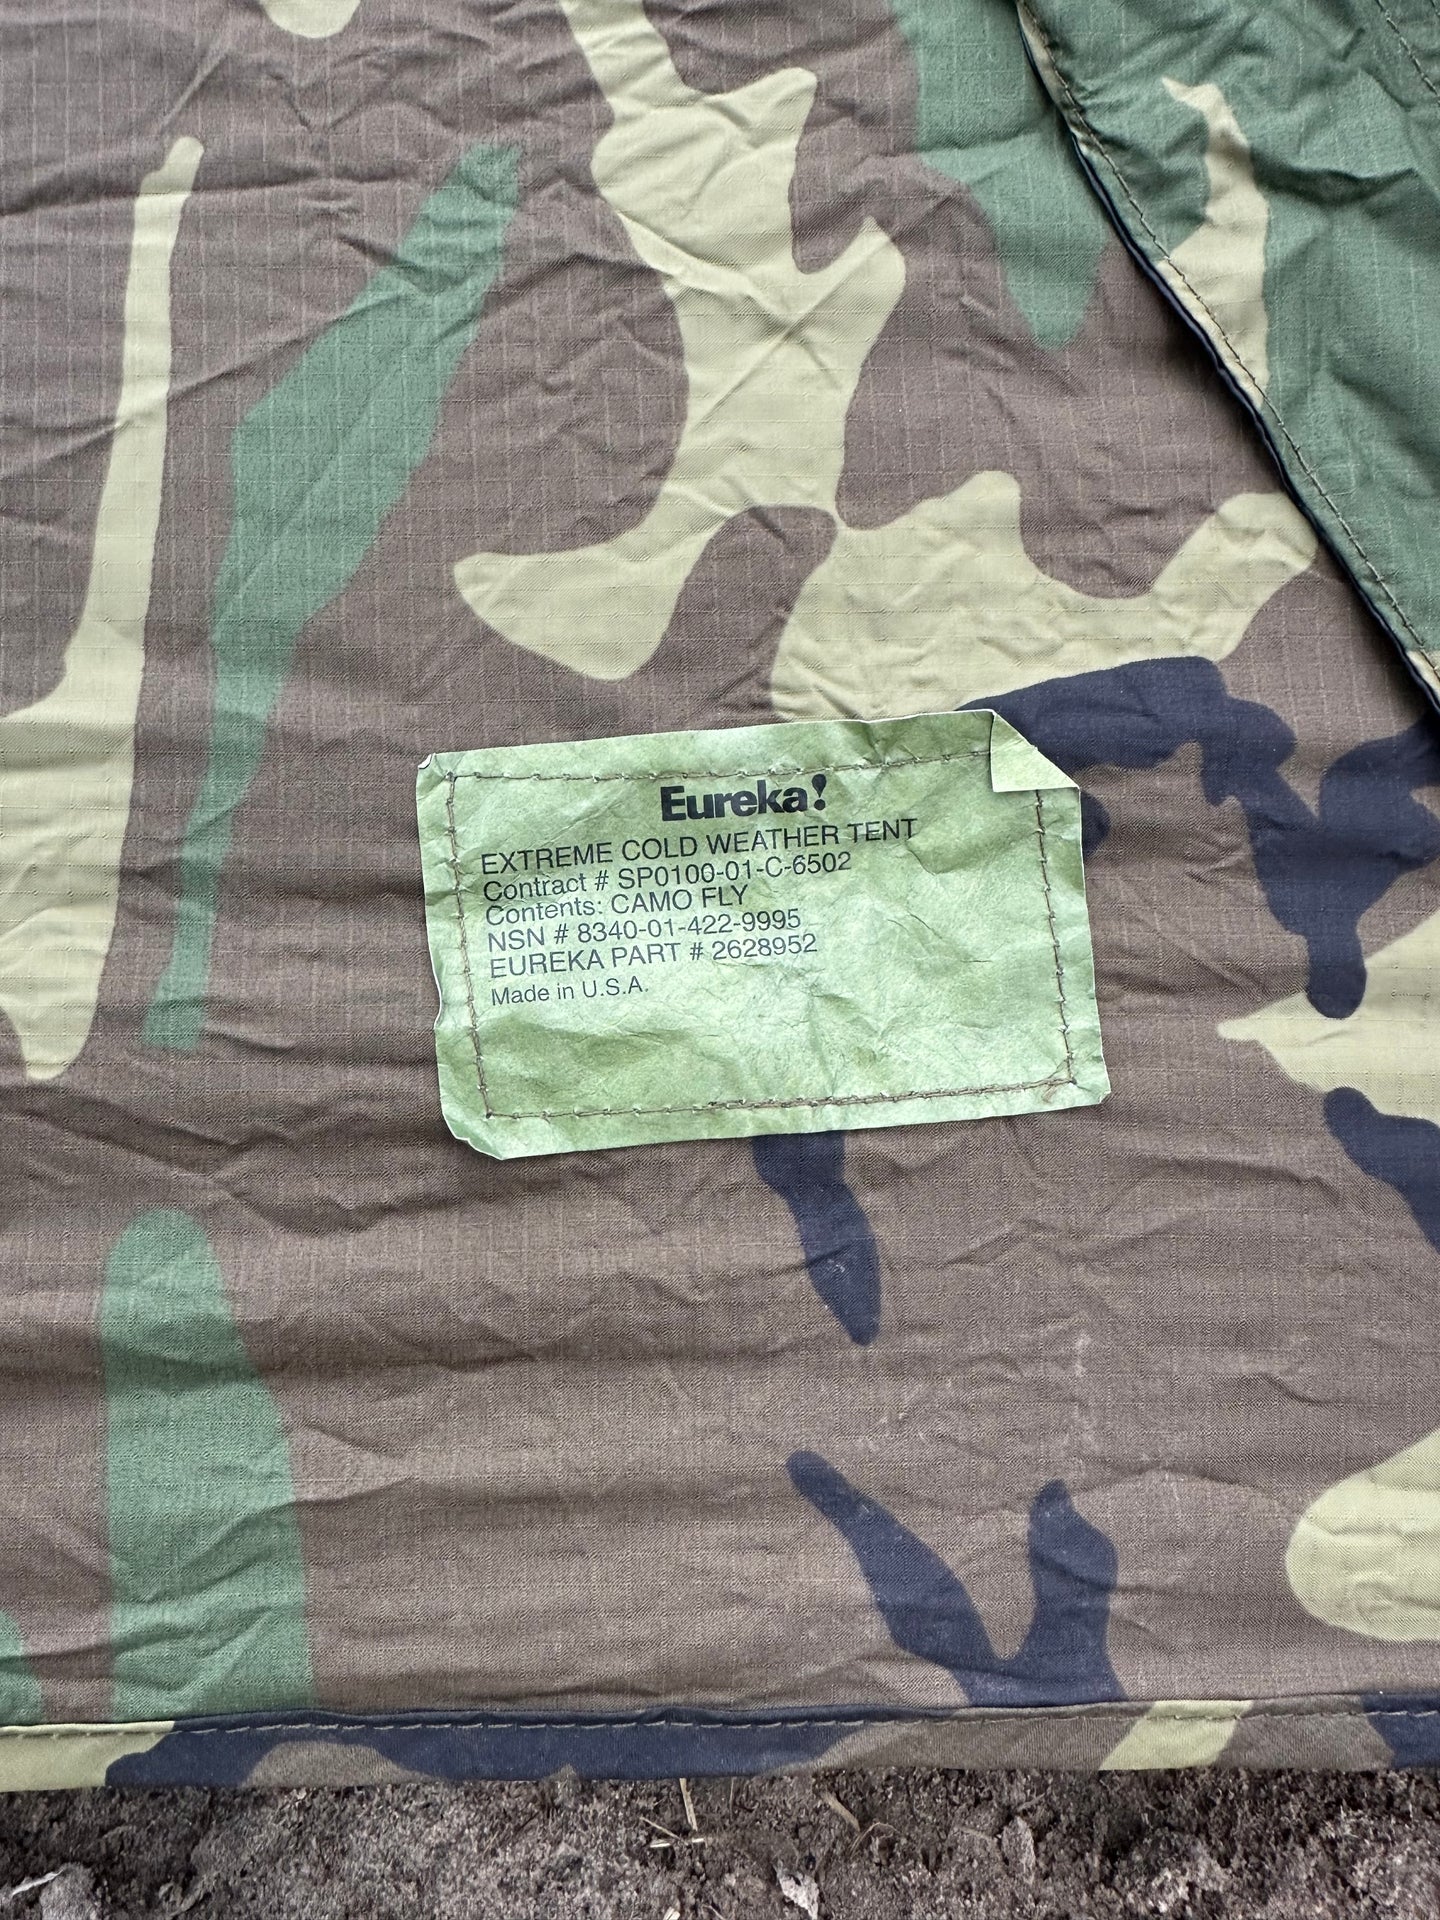 Eureka!
EXTREME COLD WEATHER TENT
Contract # SP0100-01-C-6502
Contents: CAMO FLY
NSN # 8340-01-422-9995
EUREKA PART # 2628952
Made in U.S.A.